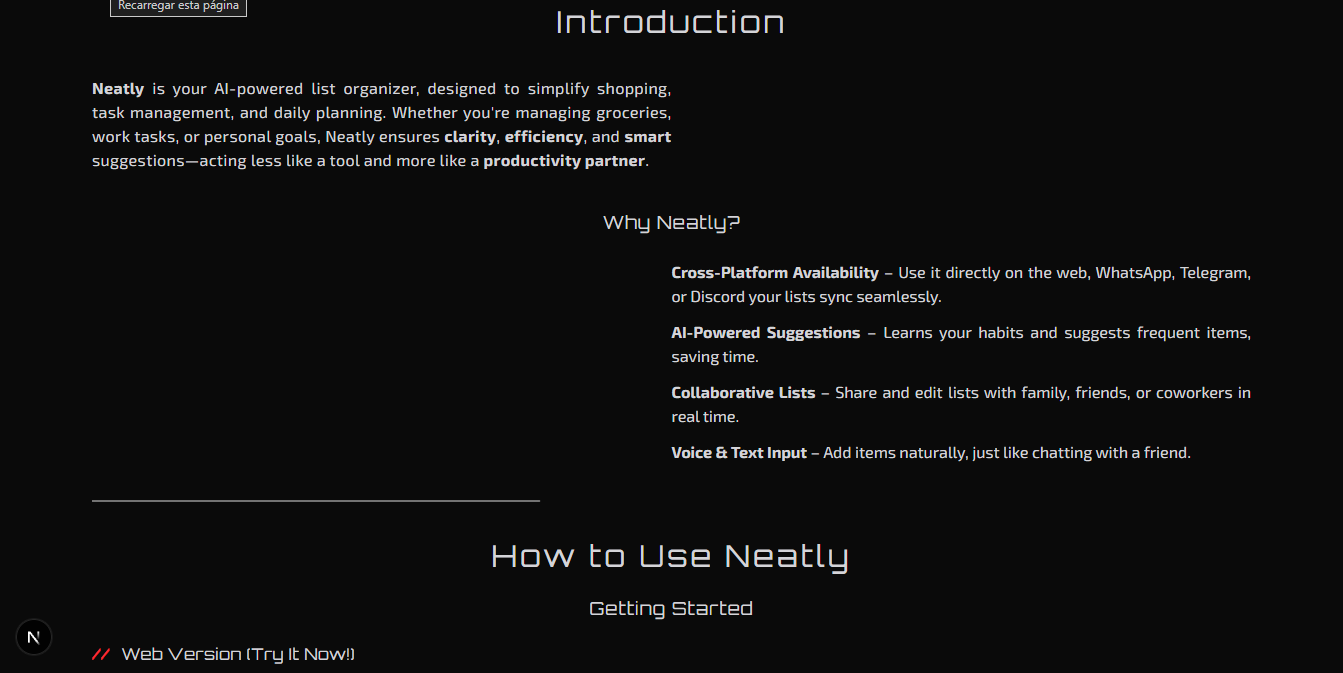 Recarregar esta página
Introduction
Neatly is your AI-powered list organizer, designed to simplify shopping,
task management, and daily planning. Whether you're managing groceries,
work tasks, or personal goals, Neatly ensures clarity, efficiency, and smart
suggestions—acting less like a tool and more like a productivity partner.
Why Neatly?
Cross-Platform Availability – Use it directly on the web, WhatsApp, Telegram,
or Discord your lists sync seamlessly.
AI-Powered Suggestions – Learns your habits and suggests frequent items,
saving time.
Collaborative Lists – Share and edit lists with family, friends, or coworkers in
real time.
Voice & Text Input – Add items naturally, just like chatting with a friend.
How to Use Neatly
Getting Started
N
// Web Version (Try It Now!)